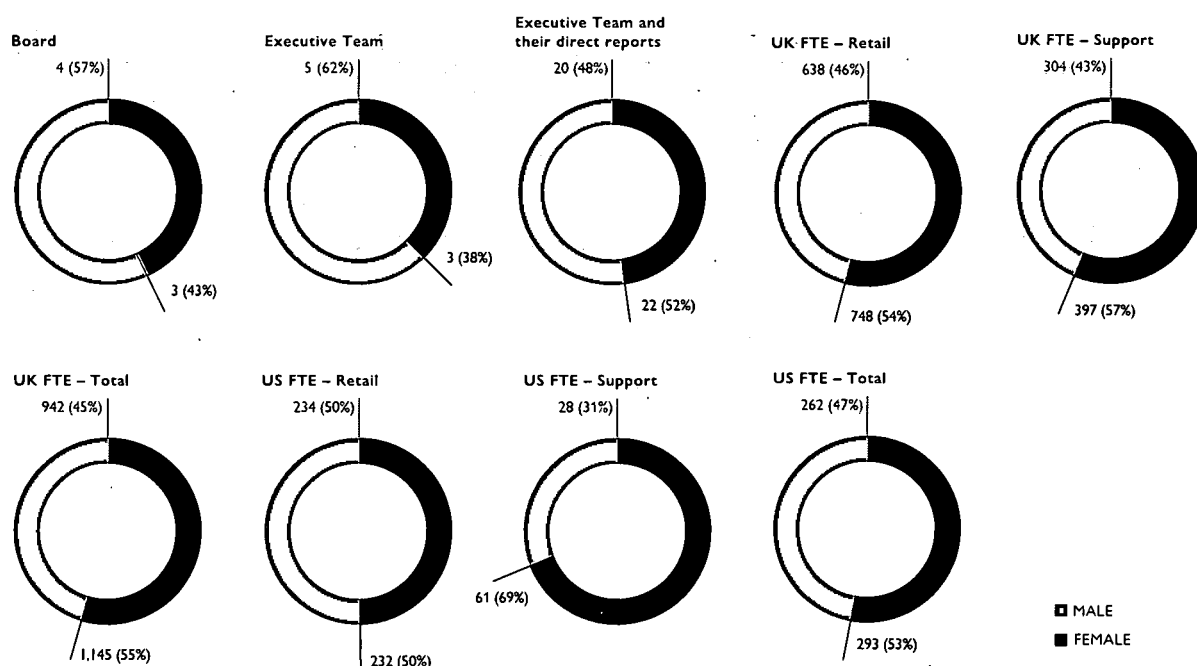 Board
4 (57%)
3 (43%)
Executive Team
5 (62%)
3 (38%)
Executive Team and
their direct reports
20 (48%)
22 (52%)
UK FTE – Retail
638 (46%)
748 (54%)
UK FTE – Support
304 (43%)
397 (57%)
UK FTE – Total
942 (45%)
1,145 (55%)
US FTE – Retail
234 (50%)
232 (50%)
US FTE – Support
28 (31%)
61 (69%)
US FTE – Total
262 (47%)
293 (53%)
MALE
FEMALE